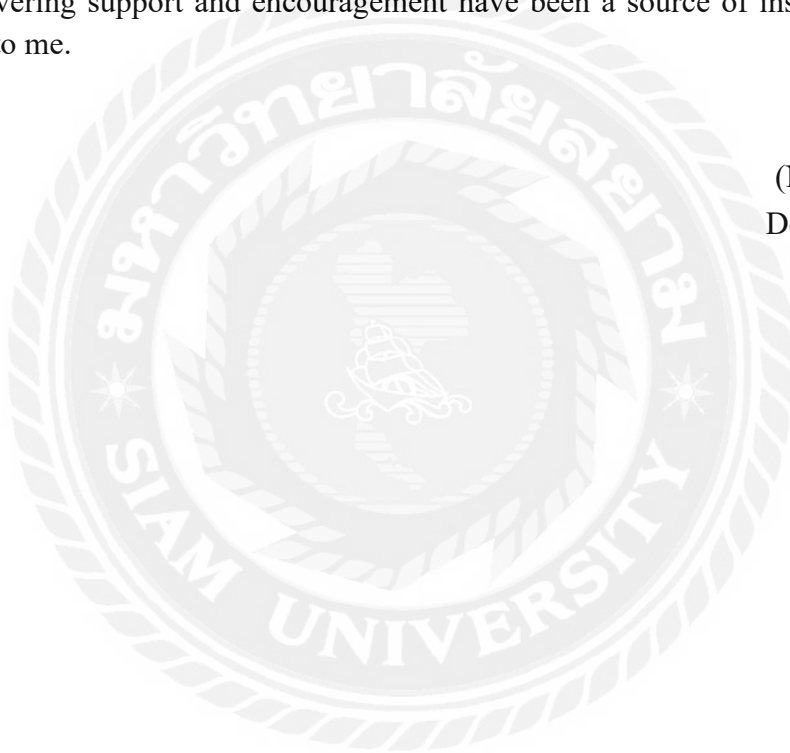 vering support and encouragement have been a source of ins
to me.
มหาวิทยาลัยสยาม
SIAM UNIVERSITY